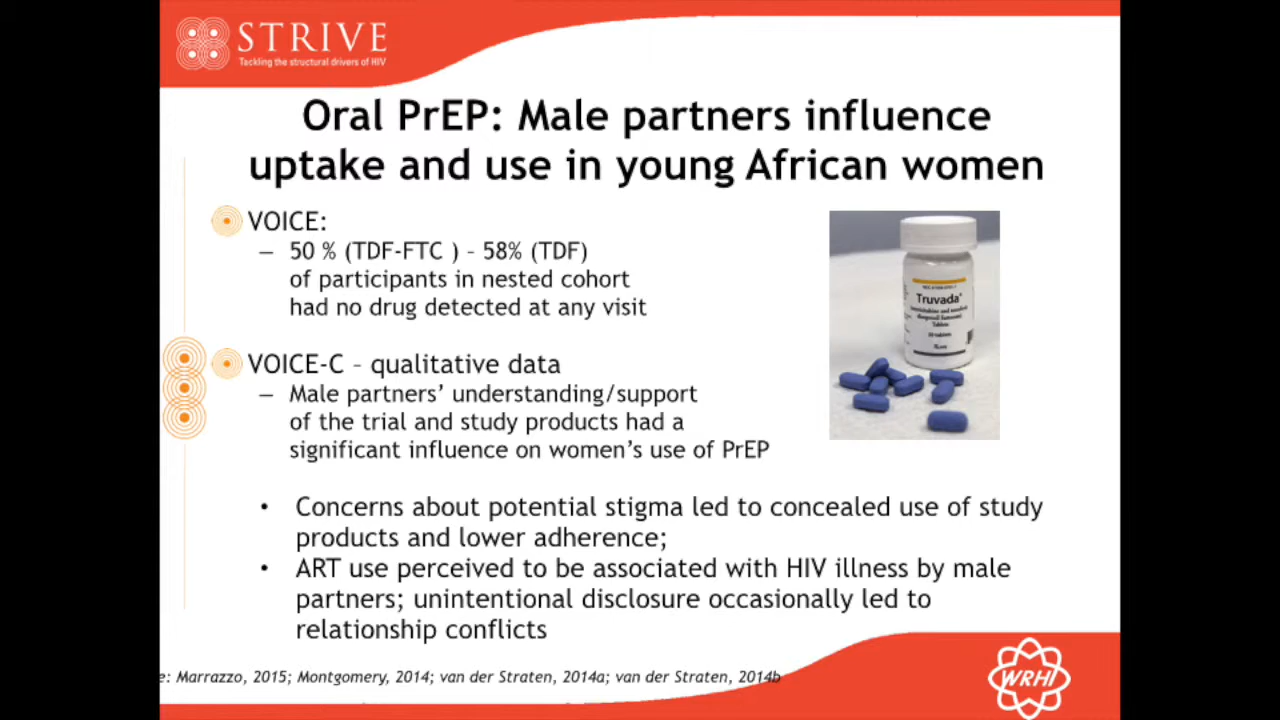 STRIVE
Tackling the structural drivers of HIV
Oral PrEP: Male partners influence
uptake and use in young African women
VOICE:
– 50 % (TDF-FTC ) – 58% (TDF)
of participants in nested cohort
had no drug detected at any visit
VOICE-C – qualitative data
– Male partners’ understanding/support
of the trial and study products had a
significant influence on women’s use of PrEP
Truvada
• Concerns about potential stigma led to concealed use of study
products and lower adherence;
• ART use perceived to be associated with HIV illness by male
partners; unintentional disclosure occasionally led to
relationship conflicts
e: Marrazzo, 2015; Montgomery, 2014; van der Straten, 2014a; van der Straten, 2014b
WRHI